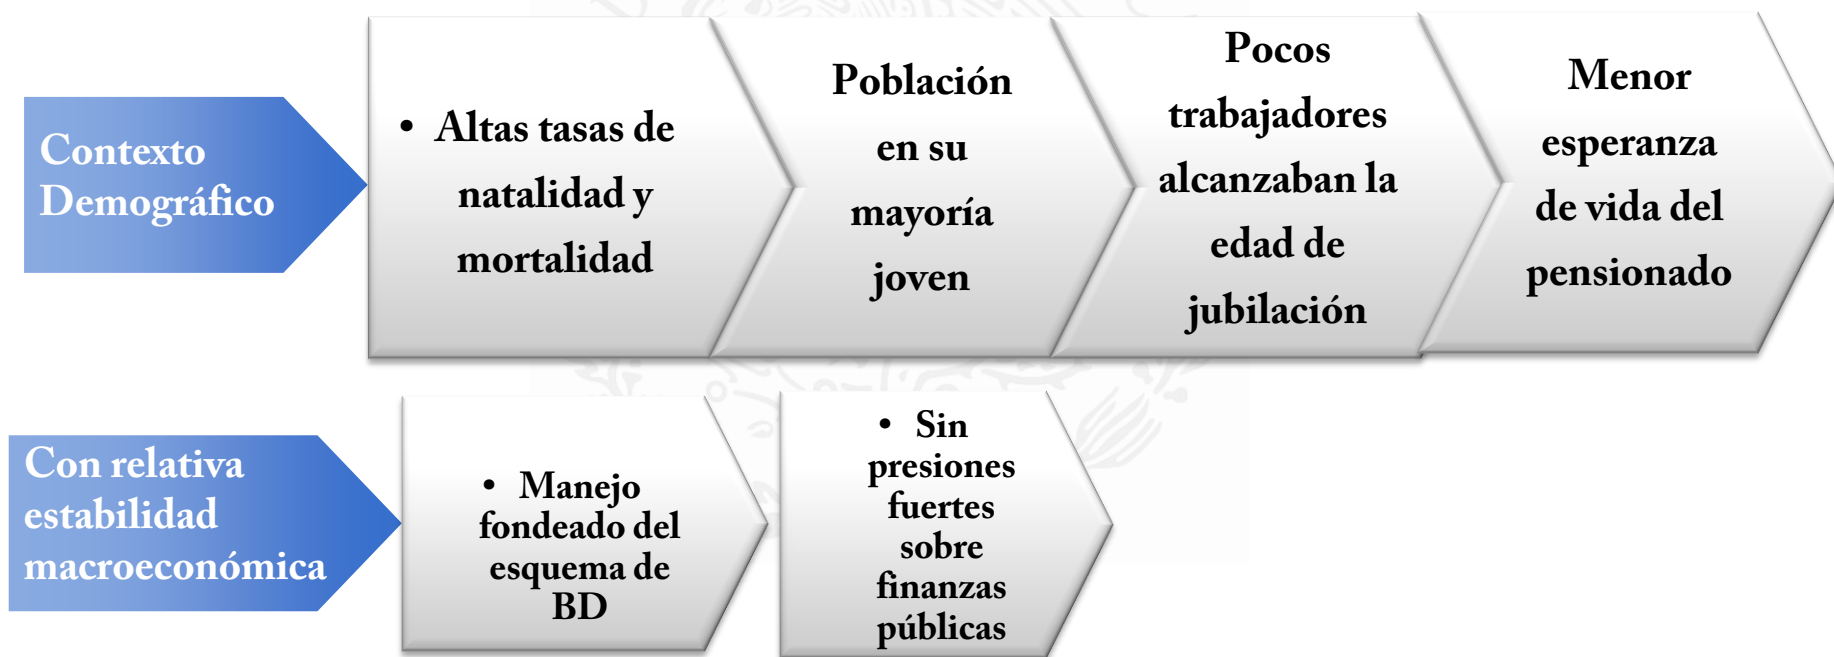 Contexto
Demográfico
• Altas tasas de
natalidad y
mortalidad
Población
en su
mayoría
joven
Pocos
trabajadores
alcanzaban la
edad de
jubilación
Menor
esperanza
de vida del
pensionado
Con relativa
estabilidad
macroeconómica
• Manejo
fondeado del
esquema de
BD
• Sin
presiones
fuertes
sobre
finanzas
públicas